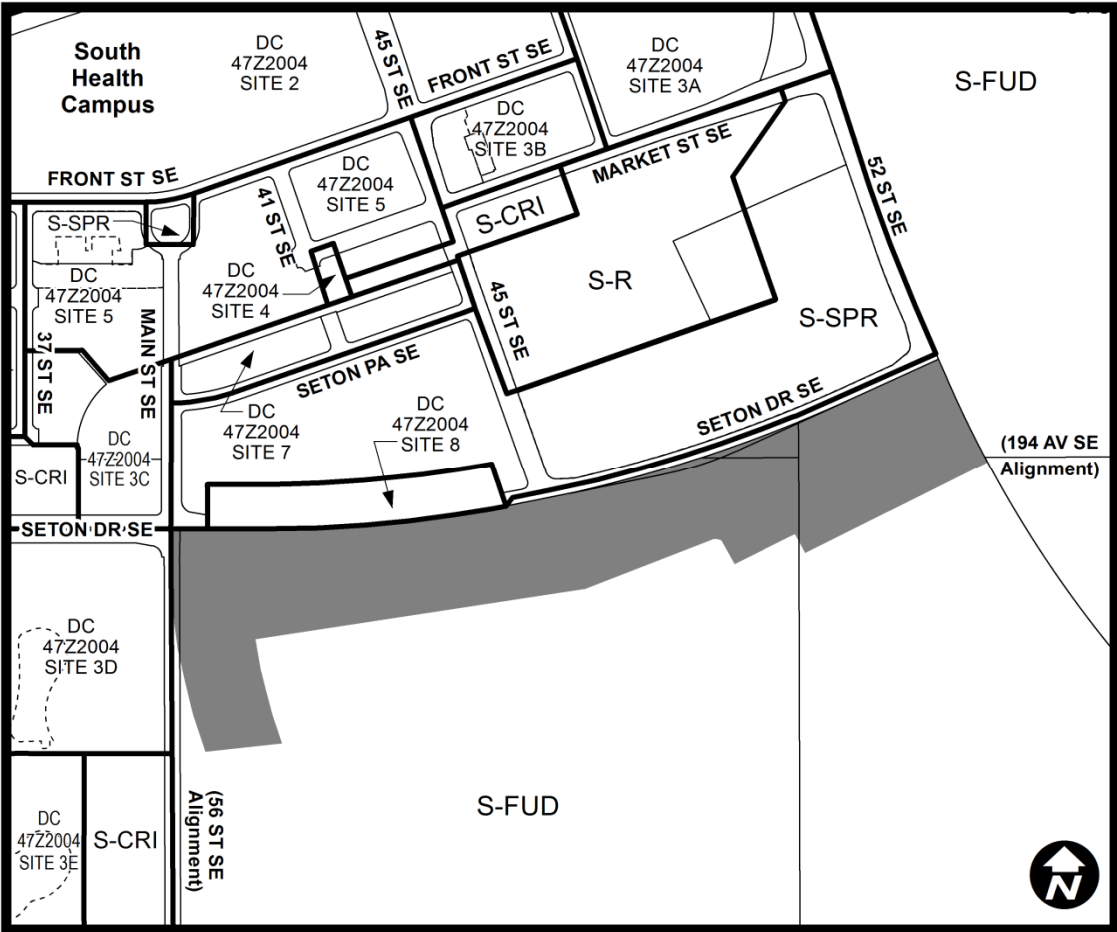 South
Health
Campus
DC
47Z2004
SITE 2
45 ST SE
FRONT ST SE
DC
47Z2004
SITE 3A
S-FUD
DC
47Z2004
SITE 3B
MARKET ST SE
52 ST SE
FRONT ST SE
DC
47Z2004
SITE 5
41 ST SE
S-CRI
S-SPR
DC
47Z2004
SITE 5
DC
47Z2004
SITE 4
45 ST SE
S-R
S-SPR
37 ST SE
MAIN ST SE
SETON PA SE
SETON DR SE
DC
47Z2004
SITE 7
DC
47Z2004
SITE 8
(194 AV SE
Alignment)
S-CRI
DC
47Z2004
SITE 3C
SETON DR SE
DC
47Z2004
SITE 3D
S-FUD
(56 ST SE
Alignment)
DC
47Z2004
SITE 3E
S-CRI
N